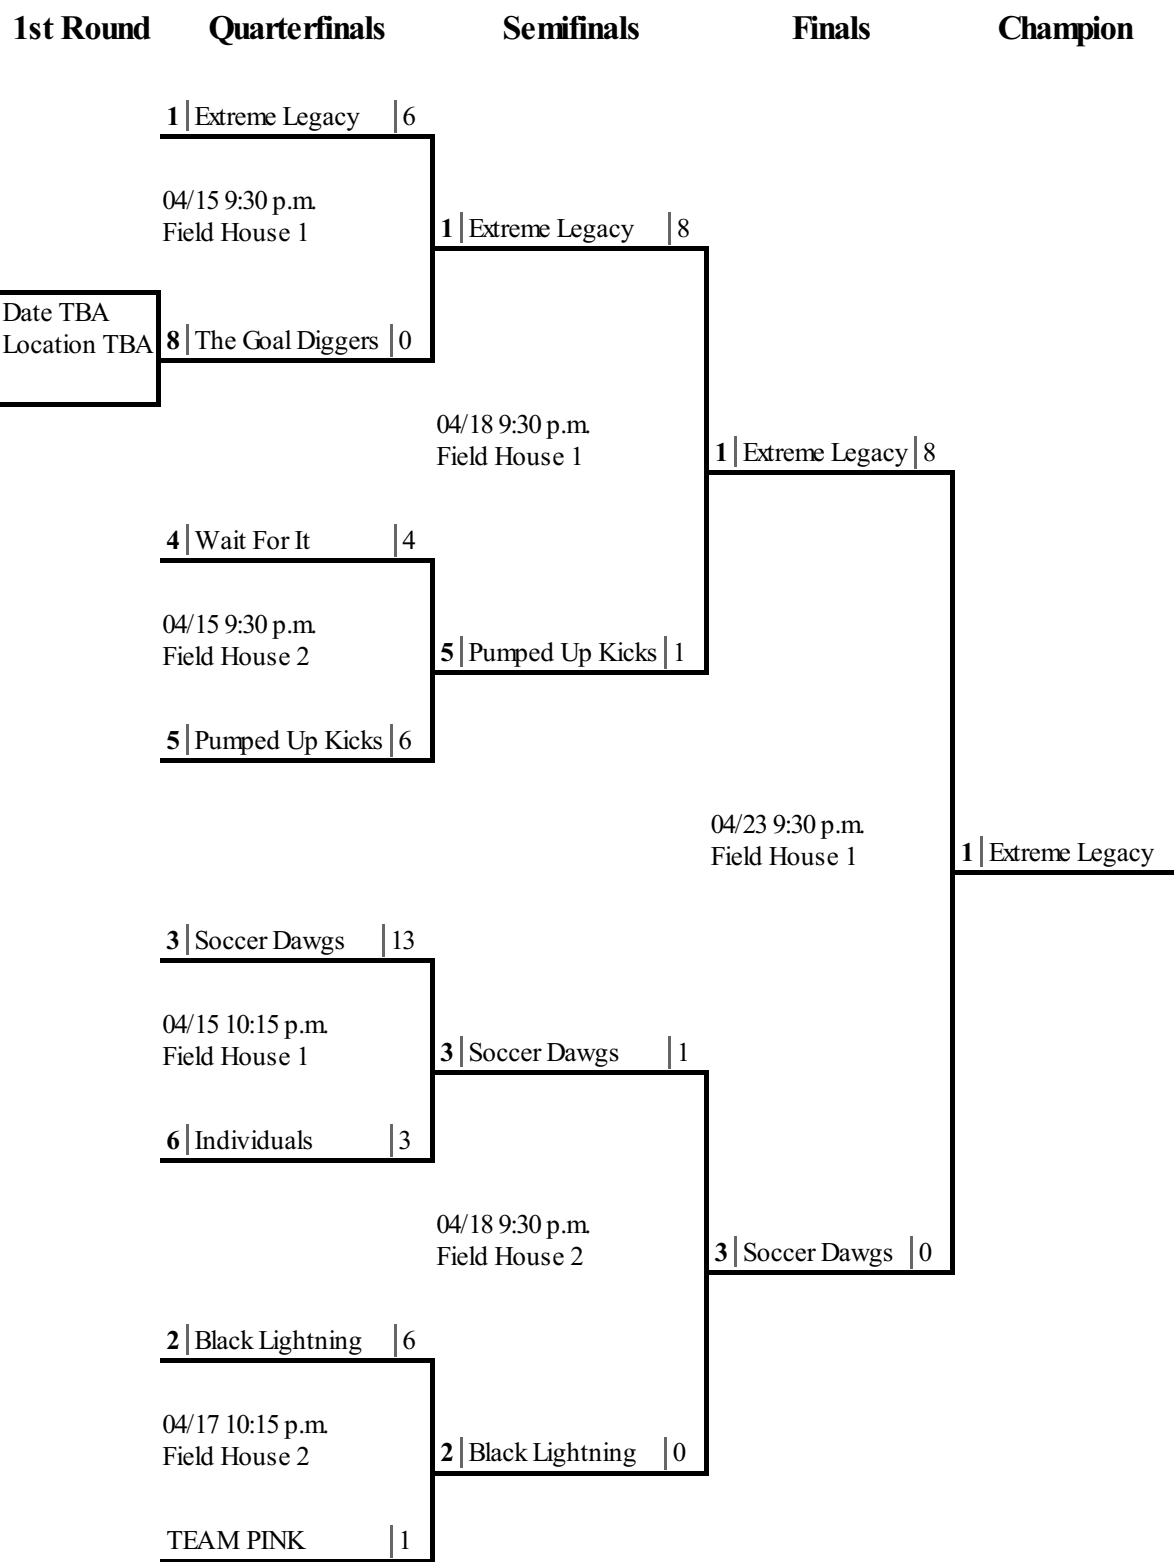 1st Round Quarterfinals Semifinals Finals Champion
1 Extreme Legacy 6
04/15 9:30 p.m.
Field House 1
1 Extreme Legacy 8
Date TBA
Location TBA
8 The Goal Diggers 0
04/18 9:30 p.m.
Field House 1
1 Extreme Legacy 8
4 Wait For It 4
04/15 9:30 p.m.
Field House 2
5 Pumped Up Kicks 1
5 Pumped Up Kicks 6
04/23 9:30 p.m.
Field House 1
1 Extreme Legacy
3 Soccer Dawgs 13
04/15 10:15 p.m.
Field House 1
3 Soccer Dawgs 1
6 Individuals 3
04/18 9:30 p.m.
Field House 2
3 Soccer Dawgs 0
2 Black Lightning 6
04/17 10:15 p.m.
Field House 2
2 Black Lightning 0
TEAM PINK 1